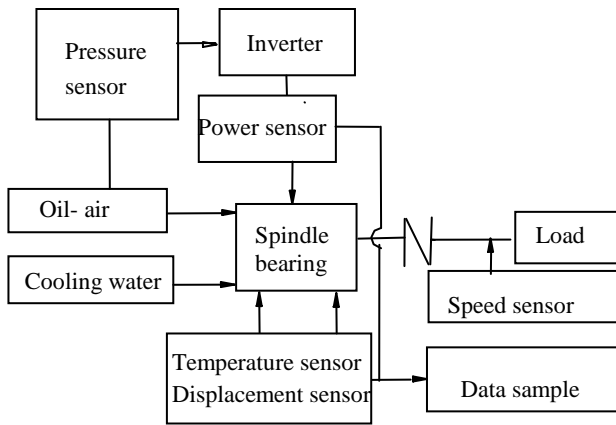 Pressure
sensor
Inverter
Power sensor
Oil- air
Spindle
bearing
Load
Cooling water
Speed sensor
Temperature sensor
Displacement sensor
Data sample